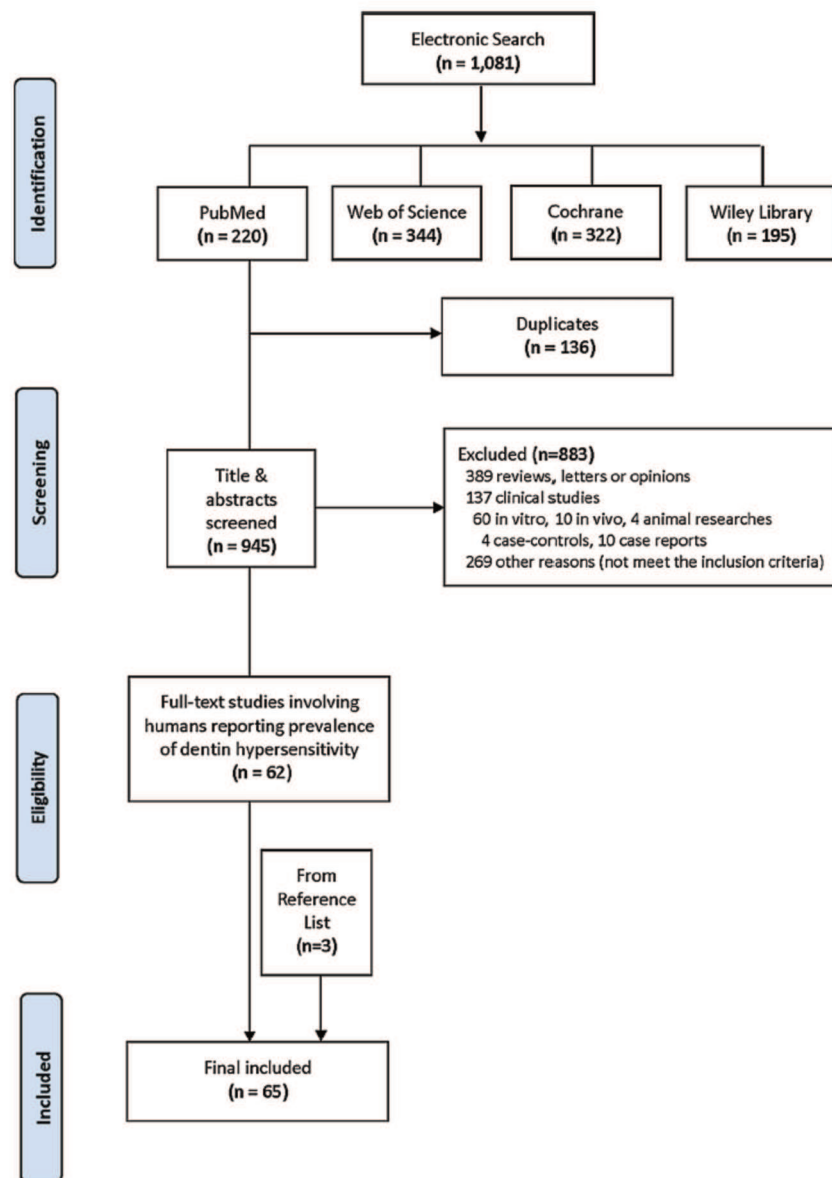 Electronic Search
(n = 1,081)
Identification
PubMed
(n = 220)
Web of Science
(n = 344)
Cochrane
(n = 322)
Wiley Library
(n = 195)
Duplicates
(n = 136)
Screening
Title &
abstracts
screened
(n = 945)
Excluded (n=883)
389 reviews, letters or opinions
137 clinical studies
60 in vitro, 10 in vivo, 4 animal researches
4 case-controls, 10 case reports
269 other reasons (not meet the inclusion criteria)
Eligibility
Full-text studies involving
humans reporting prevalence
of dentin hypersensitivity
(n = 62)
From
Reference
List
(n=3)
Included
Final included
(n = 65)